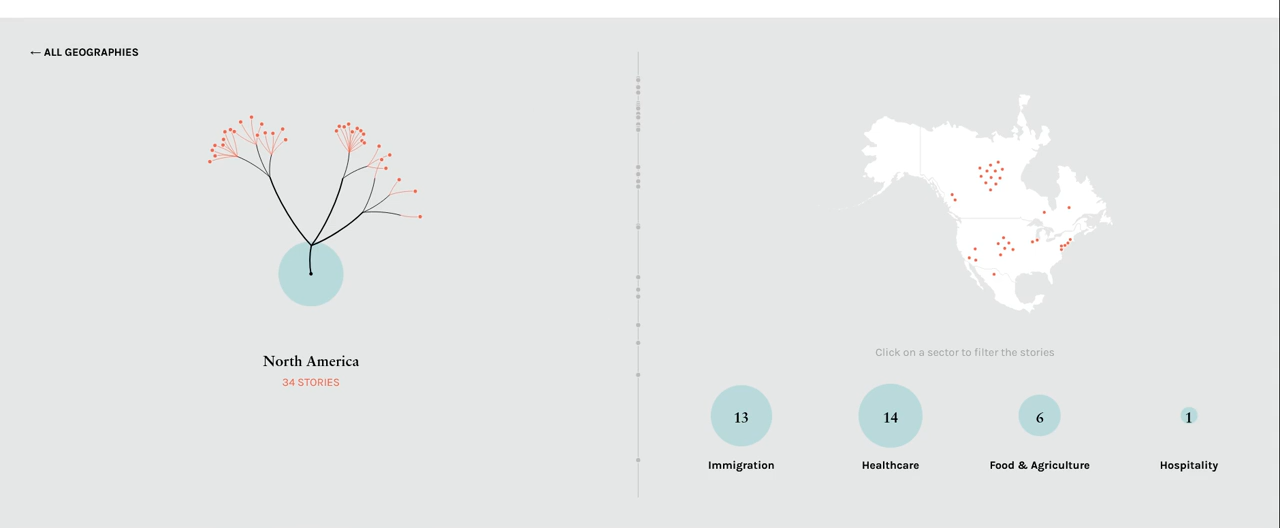 ← ALL GEOGRAPHIES
North America
34 STORIES
Click on a sector to filter the stories
13
14
6
1
Immigration
Healthcare
Food & Agriculture
Hospitality